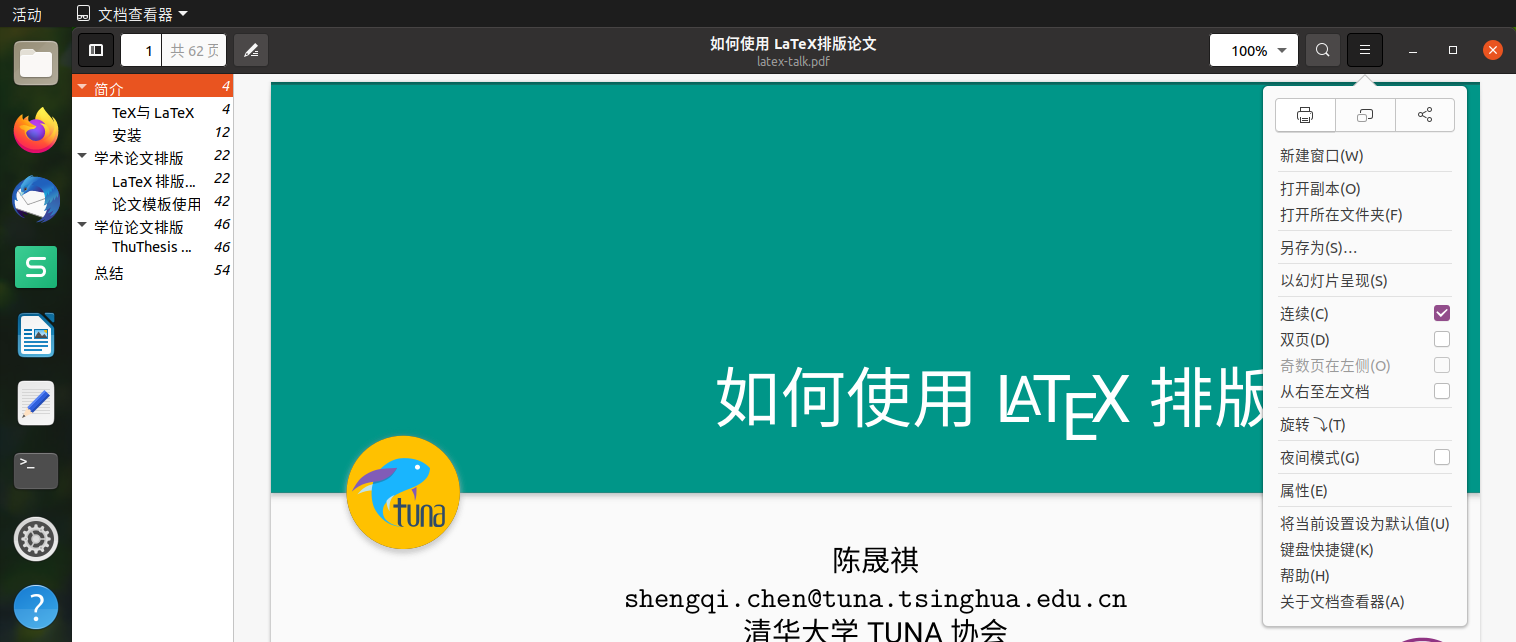 活动 文档查看器
1 共 62 页 如何使用 LaTeX排版论文 100%
latex-talk.pdf
简介 4
TeX与 LaTeX 4
安装 12
学术论文排版 22
LaTeX 排版... 22
论文模板使用 42
学位论文排版 46
ThuThesis ... 46
总结 54
如何使用 LATEX 排版
tuna
陈晟祺
shengqi.chen@tuna.tsinghua.edu.cn
清华大学 TUNA 协会
新建窗口(W)
打开副本(O)
打开所在文件夹(F)
另存为(S)…
以幻灯片呈现(S)
连续(C)
双页(D)
奇数页在左侧(O)
从右至左文档
旋转 ⤵(T)
夜间模式(G)
属性(E)
将当前设置设为默认值(U)
键盘快捷键(K)
帮助(H)
关于文档查看器(A)
S
>_
?